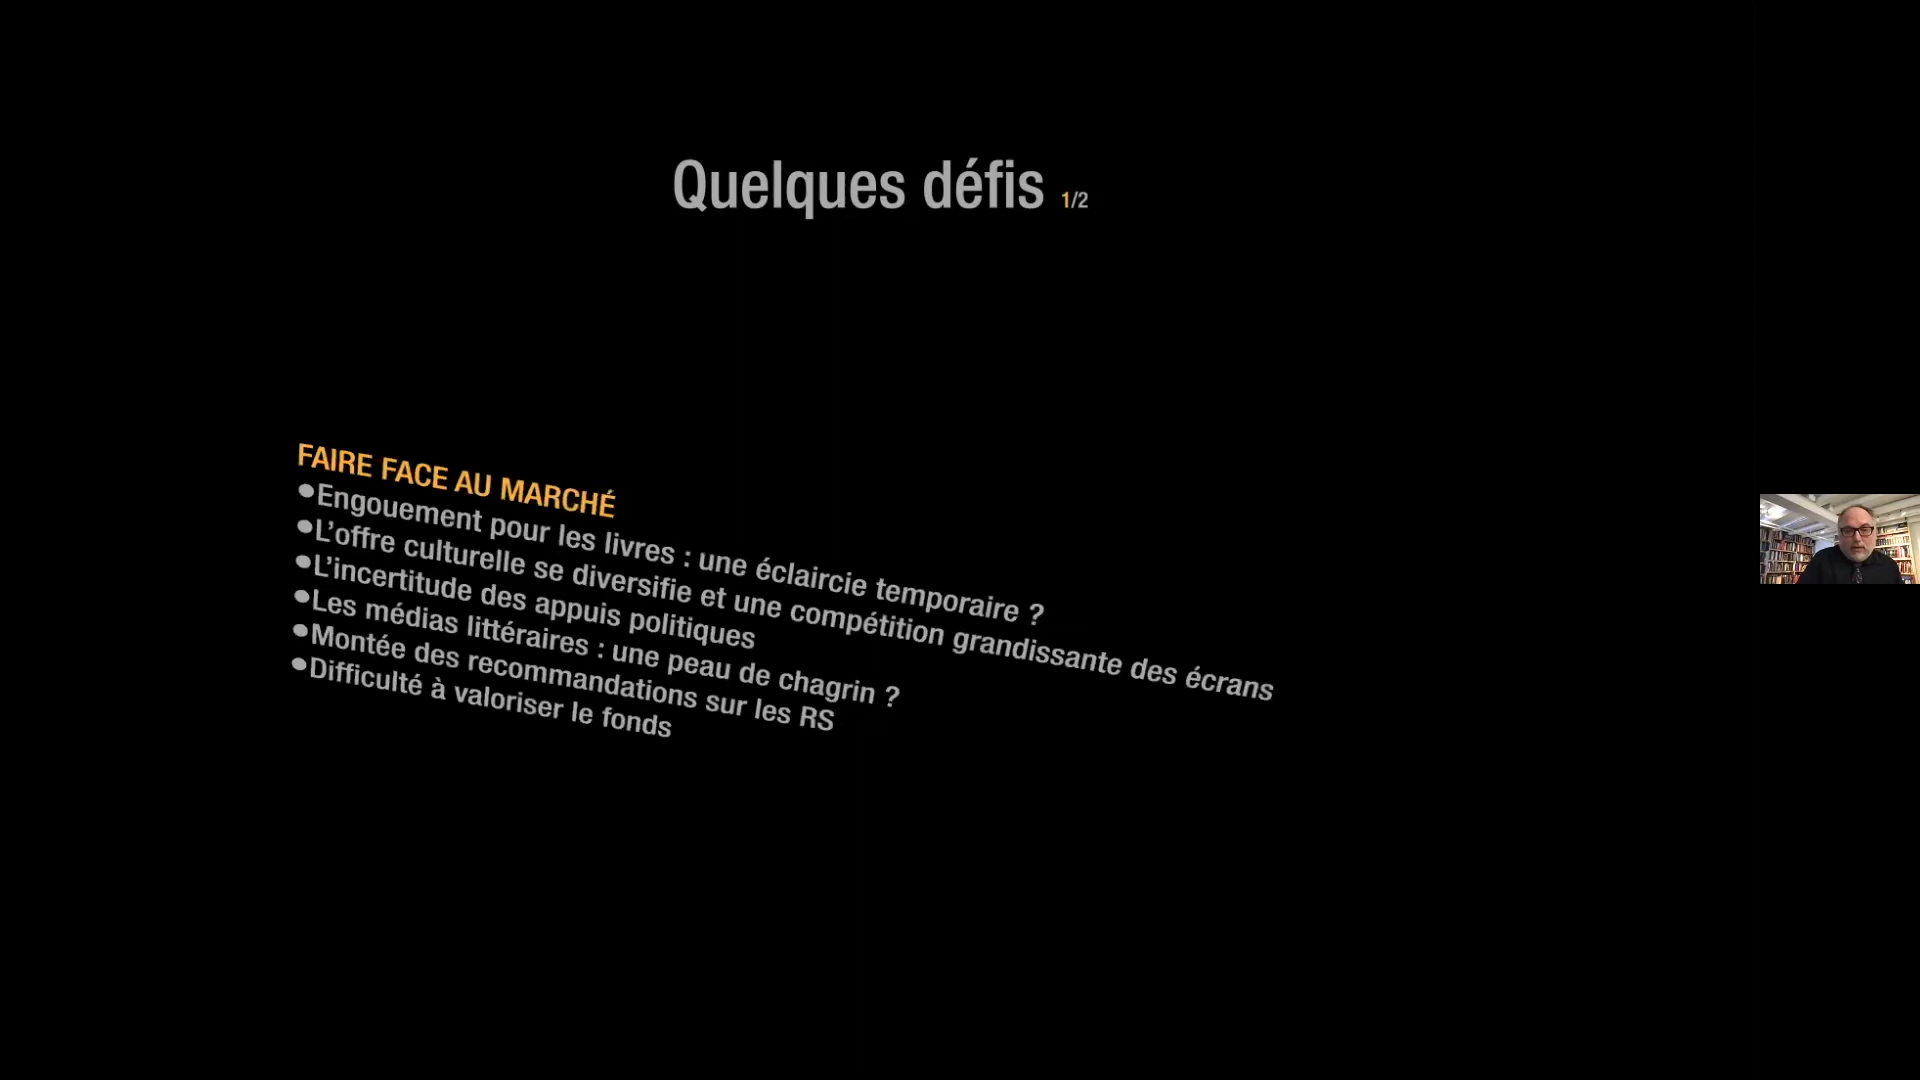 Quelques défis 1/2
FAIRE FACE AU MARCHÉ
•Engouement pour les livres : une éclaircie temporaire ?
•L’offre culturelle se diversifie et une compétition grandissante des écrans
•L’incertitude des appuis politiques
•Les médias littéraires : une peau de chagrin ?
•Montée des recommandations sur les RS
•Difficulté à valoriser le fonds